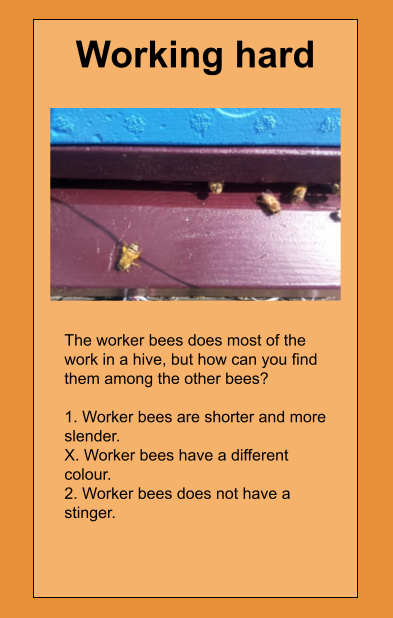 Working hard
The worker bees does most of the
work in a hive, but how can you find
them among the other bees?
1. Worker bees are shorter and more
slender.
X. Worker bees have a different
colour.
2. Worker bees does not have a
stinger.